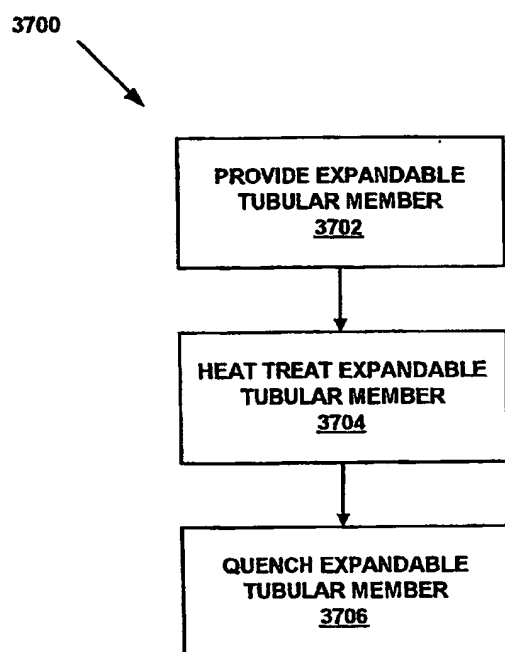 3700
PROVIDE EXPANDABLE
TUBULAR MEMBER
3702
HEAT TREAT EXPANDABLE
TUBULAR MEMBER
3704
QUENCH EXPANDABLE
TUBULAR MEMBER
3706